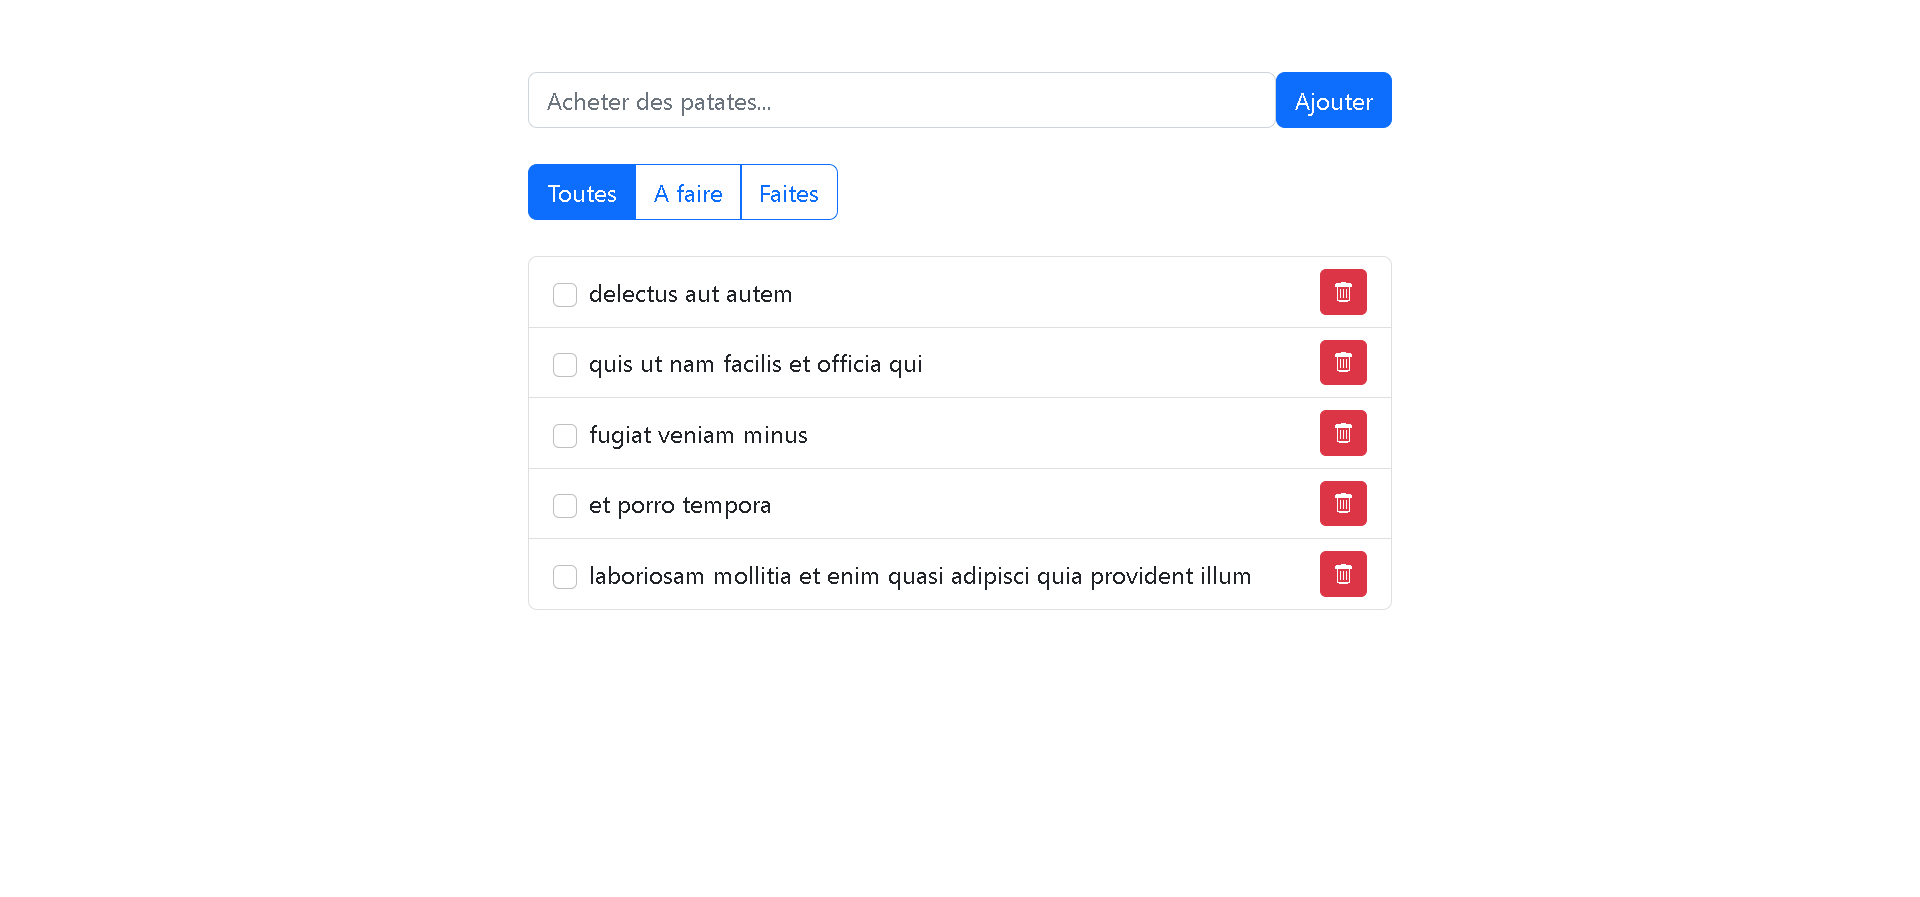 Acheter des patates...
Ajouter
Toutes
A faire
Faites
delectus aut autem
quis ut nam facilis et officia qui
fugiat veniam minus
et porro tempora
laboriosam mollitia et enim quasi adipisci quia provident illum